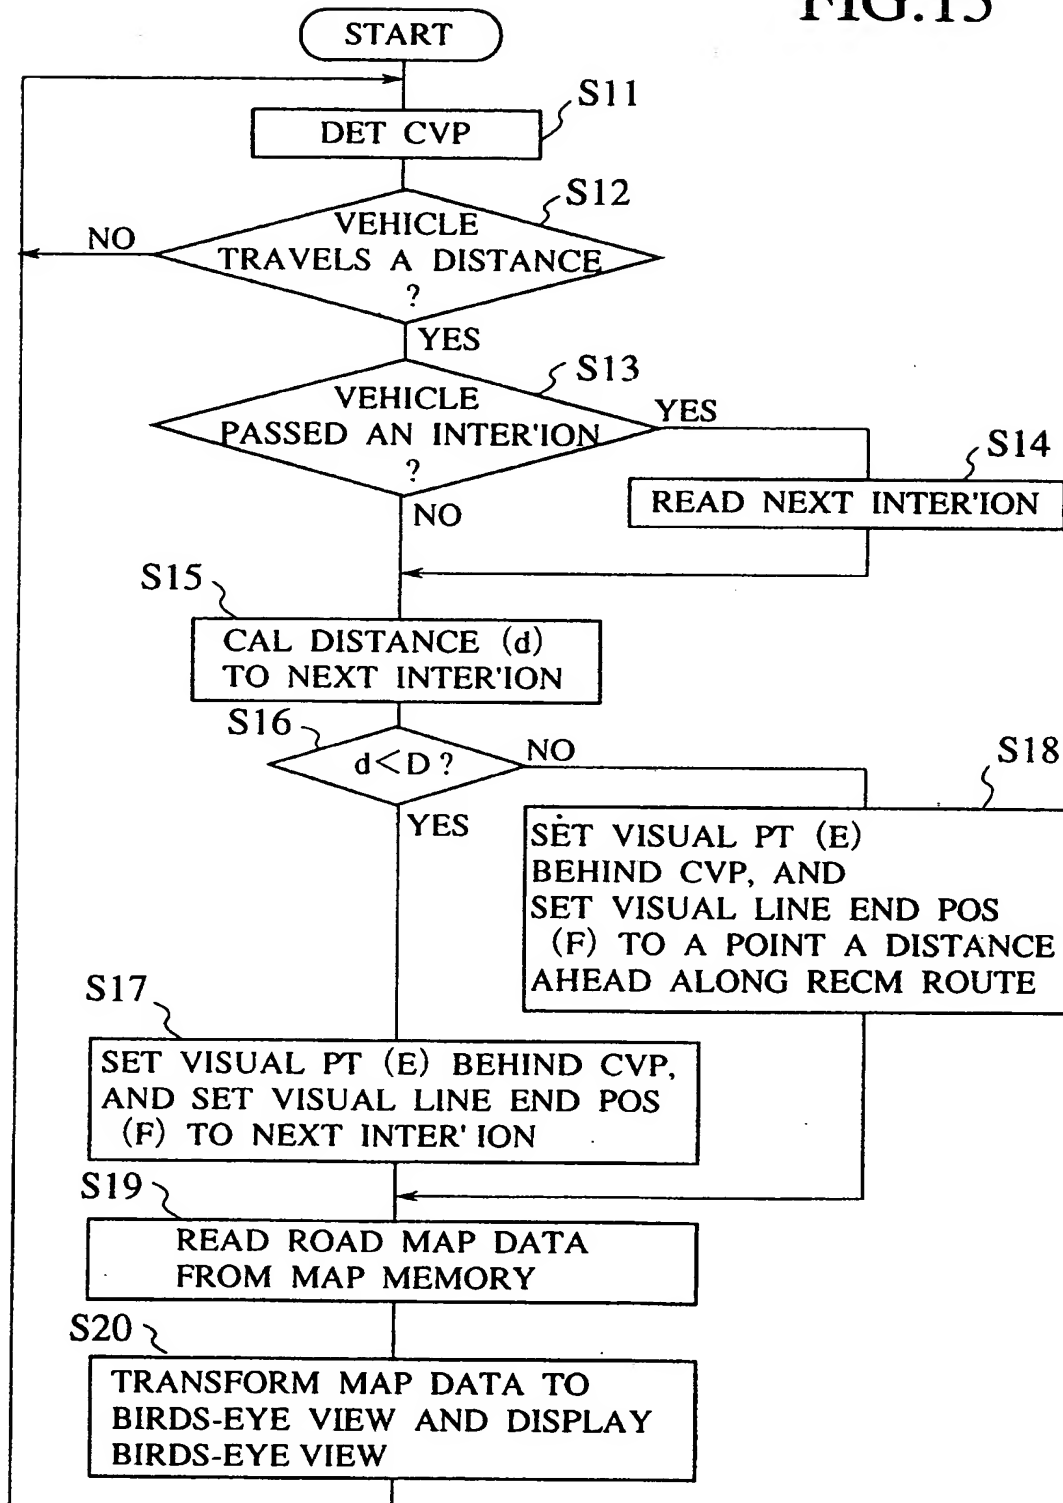 FIG.15
START
S11
DET CVP
S12
VEHICLE
TRAVELS A DISTANCE
?
NO
YES
S13
VEHICLE
PASSED AN INTER'ION
?
YES
NO
S14
READ NEXT INTER'ION
S15
CAL DISTANCE (d)
TO NEXT INTER'ION
S16
d<D ?
NO
YES
S18
SET VISUAL PT (E)
BEHIND CVP, AND
SET VISUAL LINE END POS
(F) TO A POINT A DISTANCE
AHEAD ALONG RECM ROUTE
S17
SET VISUAL PT (E) BEHIND CVP,
AND SET VISUAL LINE END POS
(F) TO NEXT INTER' ION
S19
READ ROAD MAP DATA
FROM MAP MEMORY
S20
TRANSFORM MAP DATA TO
BIRDS-EYE VIEW AND DISPLAY
BIRDS-EYE VIEW